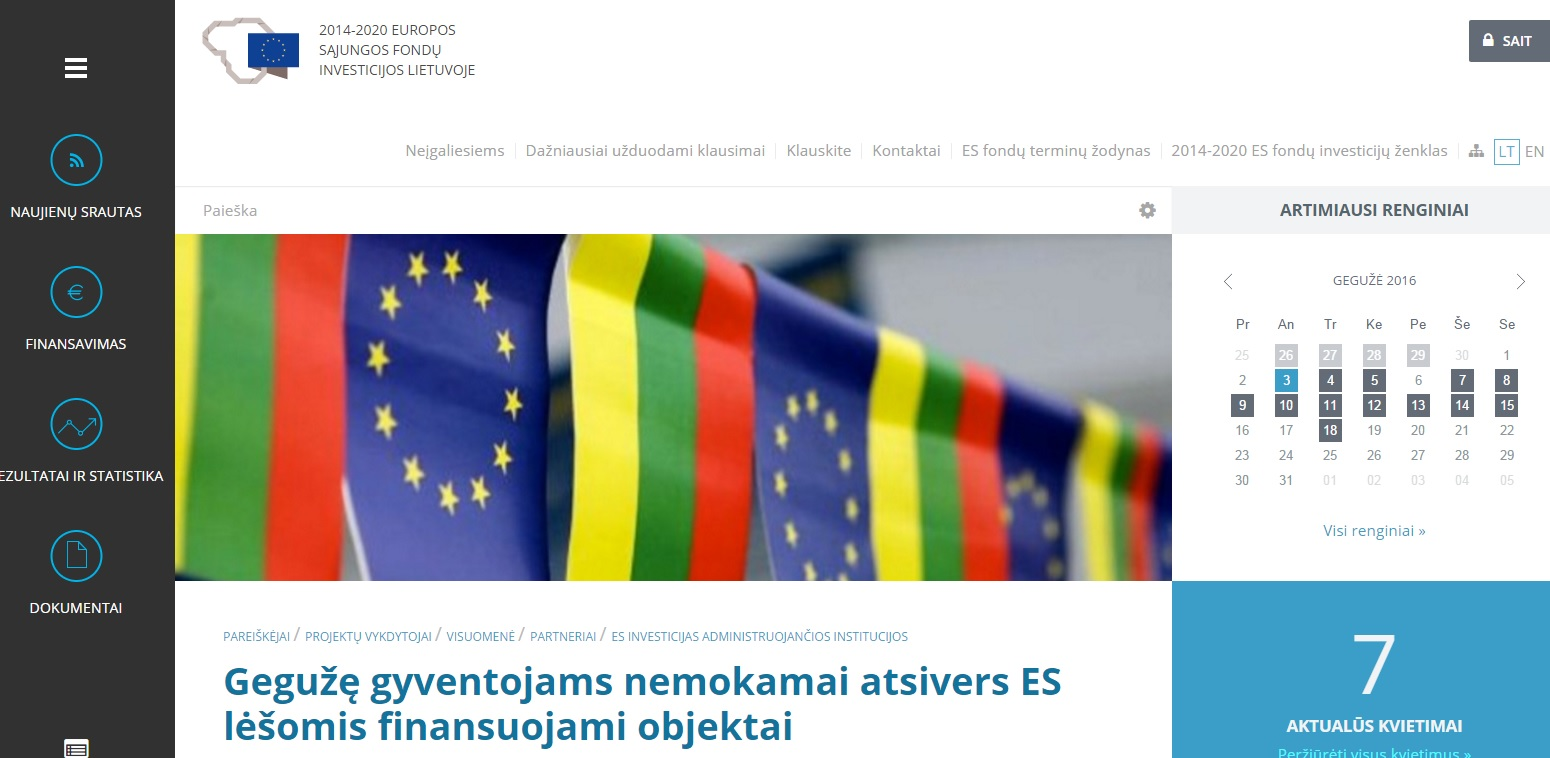 2014-2020 EUROPOS
SĄJUNGOS FONDŲ
INVESTICIJOS LIETUVOJE
SAIT
Neįgaliesiems
Dažniausiai užduodami klausimai
Klauskite
Kontaktai
ES fondų terminų žodynas
2014-2020 ES fondų investicijų ženklas
LT EN
NAUJIENŲ SRAUTAS
FINANSAVIMAS
EZULTATAI IR STATISTIKA
DOKUMENTAI
Paieška
ARTIMIAUSI RENGINIAI
GEGUŽĖ 2016
Pr An Tr Ke Pe Še Se
25 26 27 28 29 30 1
2 3 4 5 6 7 8
9 10 11 12 13 14 15
16 17 18 19 20 21 22
23 24 25 26 27 28 29
30 31 01 02 03 04 05
Visi renginiai »
PAREIŠKĖJAI / PROJEKTŲ VYKDYTOJAI / VISUOMENĖ / PARTNERIAI / ES INVESTICIJAS ADMINISTRUOJANČIOS INSTITUCIJOS
Gegužę gyventojams nemokamai atsivers ES
lėšomis finansuojami objektai
7
AKTUALŪS KVIETIMAI
Peržiūrėti visus kvietimus »